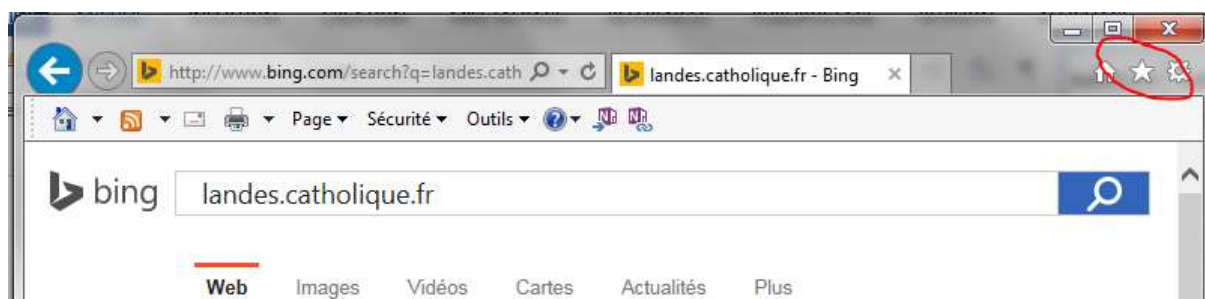 http://www.bing.com/search?q=landes.cath landes.catholique.fr - Bing
Page Sécurité Outils
bing landes.catholique.fr
Web Images Vidéos Cartes Actualités Plus